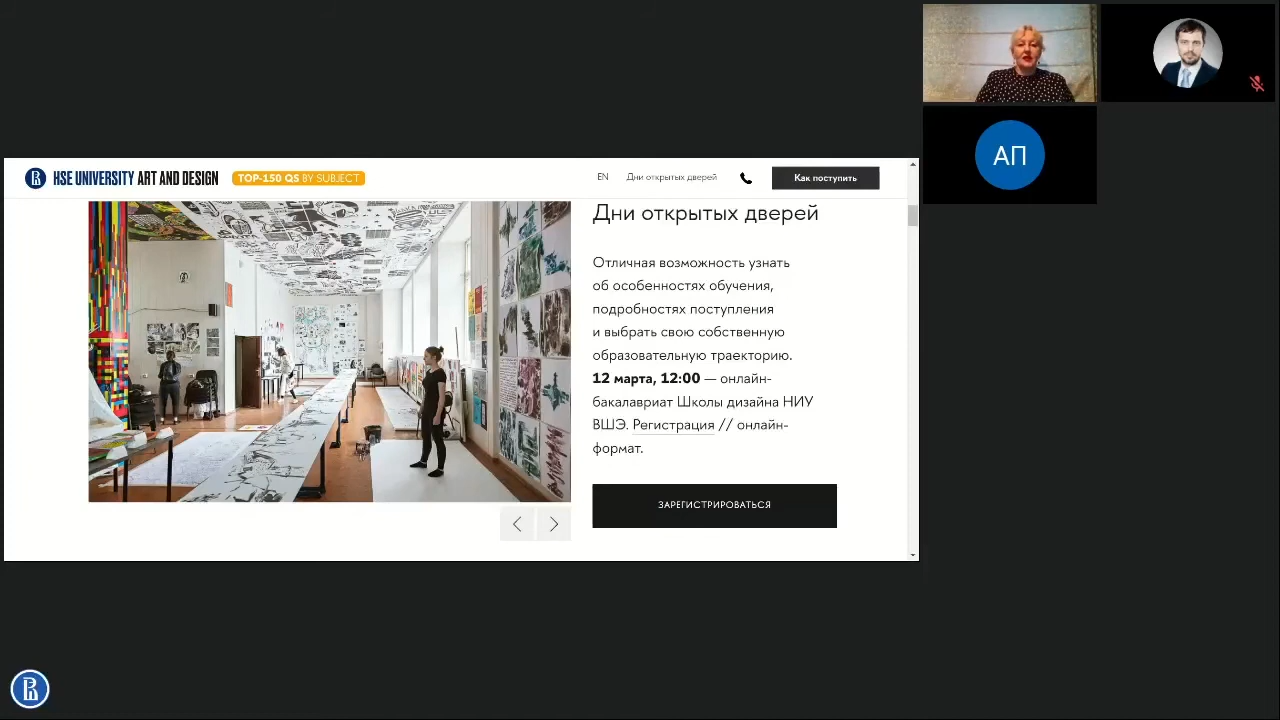 HSE UNIVERSITY ART AND DESIGN
TOP-150 QS BY SUBJECT
EN
Дни открытых дверей
Как поступить
Дни открытых дверей
Отличная возможность узнать
об особенностях обучения,
подробностях поступления
и выбрать свою собственную
образовательную траекторию.
12 марта, 12:00 — онлайн-
бакалавриат Школы дизайна НИУ
ВШЭ. Регистрация // онлайн-
формат.
ЗАРЕГИСТРИРОВАТЬСЯ
АП